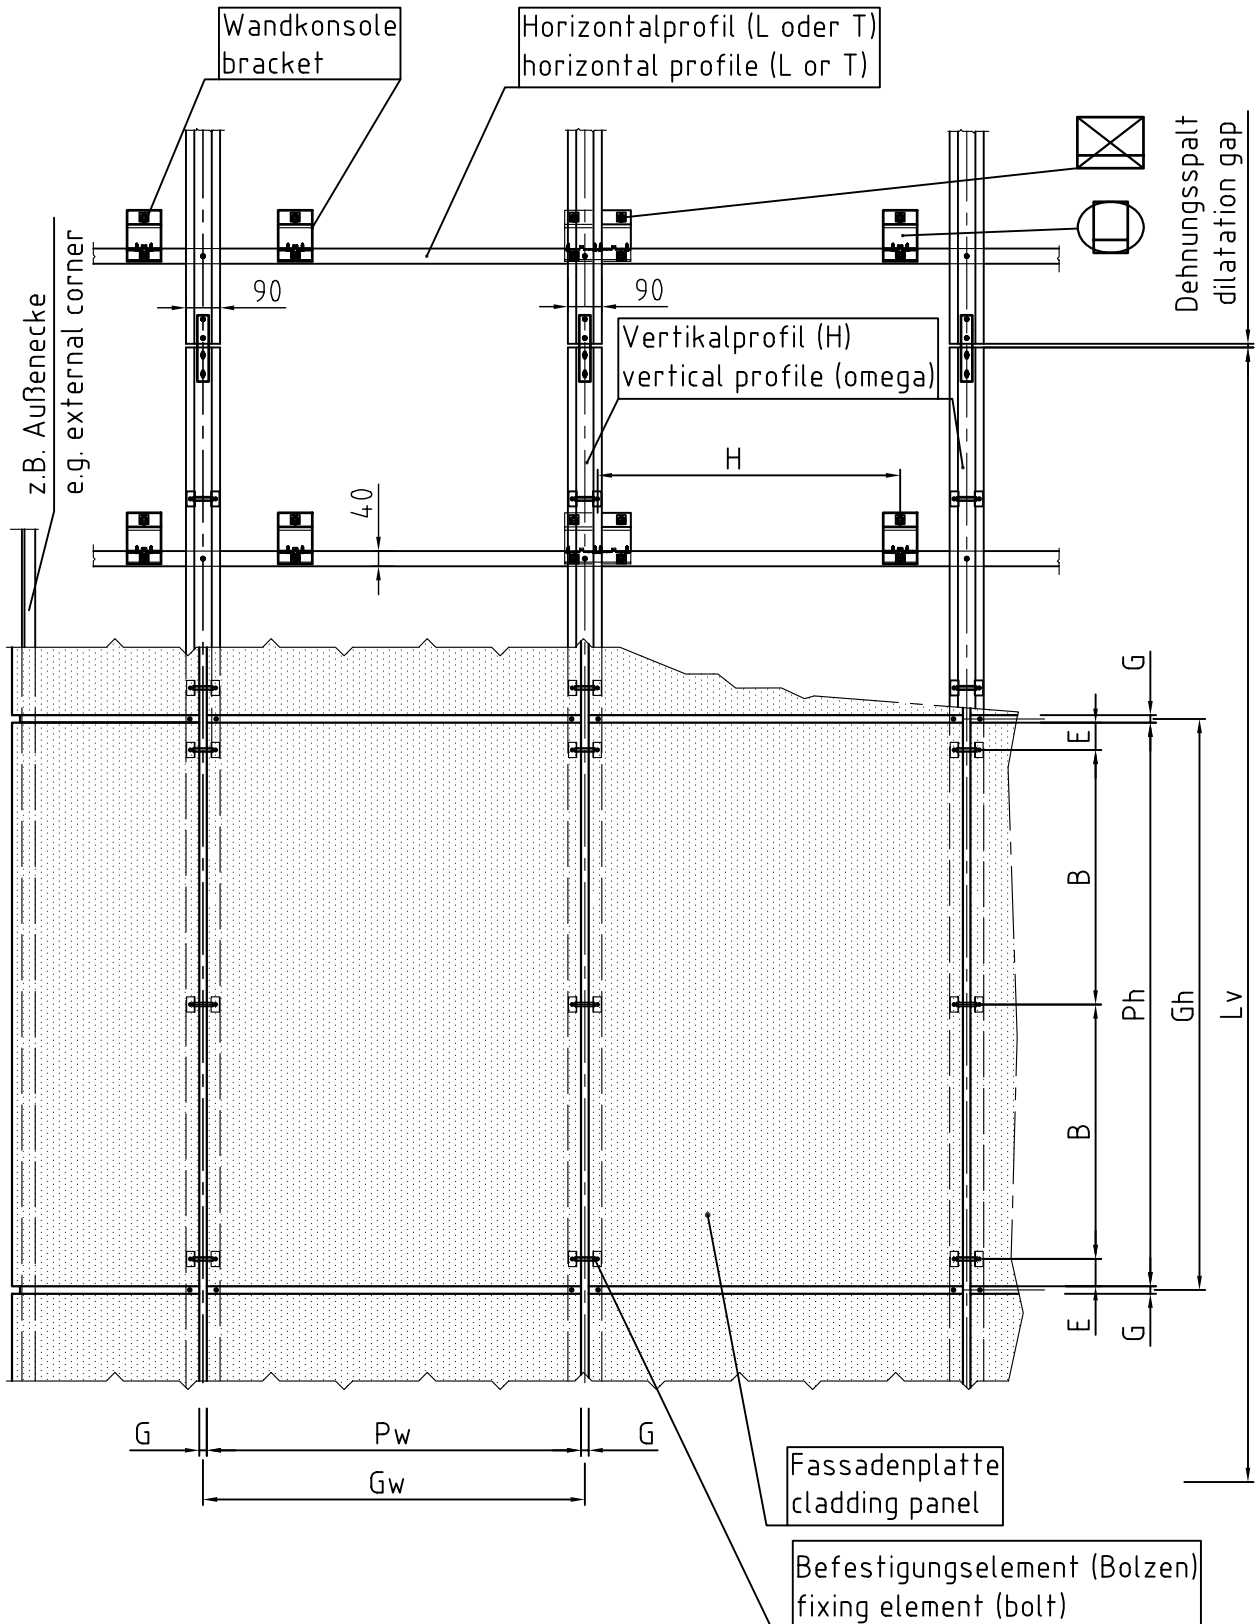 Wandkonsole
bracket
Horizontalprofil (L oder T)
horizontal profile (L or T)
Dehnungsspalt
dilatation gap
z.B. Außenecke
e.g. external corner
90
90
Vertikalprofil (H)
vertical profile (omega)
H
40
G
E
B
Ph
Gh
Lv
B
E
G
G
Pw
G
Gw
Fassadenplatte
cladding panel
Befestigungselement (Bolzen)
fixing element (bolt)